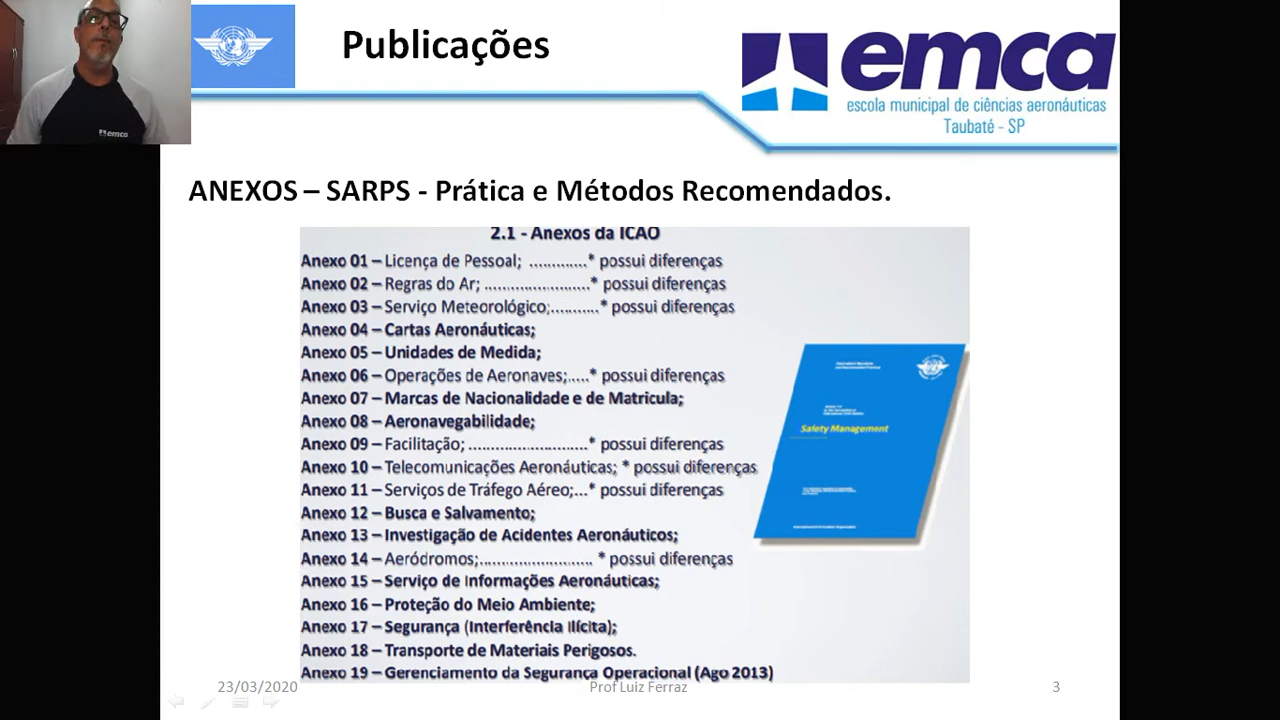 Publicações
emca
escola municipal de ciências aeronáuticas
Taubaté - SP
emca
ANEXOS – SARPS - Prática e Métodos Recomendados.
2.1 - Anexos da ICAO
Anexo 01 – Licença de Pessoal; .............* possui diferenças
Anexo 02 – Regras do Ar; .......................* possui diferenças
Anexo 03 – Serviço Meteorológico;...........* possui diferenças
Anexo 04 – Cartas Aeronáuticas;
Anexo 05 – Unidades de Medida;
Anexo 06 – Operações de Aeronaves;.....* possui diferenças
Anexo 07 – Marcas de Nacionalidade e de Matricula;
Anexo 08 – Aeronavegabilidade;
Anexo 09 – Facilitação; ..........................* possui diferenças
Anexo 10 – Telecomunicações Aeronáuticas; * possui diferenças
Anexo 11 – Serviços de Tráfego Aéreo;...* possui diferenças
Anexo 12 – Busca e Salvamento;
Anexo 13 – Investigação de Acidentes Aeronáuticos;
Anexo 14 – Aeródromos;......................... * possui diferenças
Anexo 15 – Serviço de Informações Aeronáuticas;
Anexo 16 – Proteção do Meio Ambiente;
Anexo 17 – Segurança (Interferência Ilícita);
Anexo 18 – Transporte de Materiais Perigosos.
Anexo 19 – Gerenciamento da Segurança Operacional (Ago 2013)
Safety Management
23/03/2020
Prof Luiz Ferraz
3